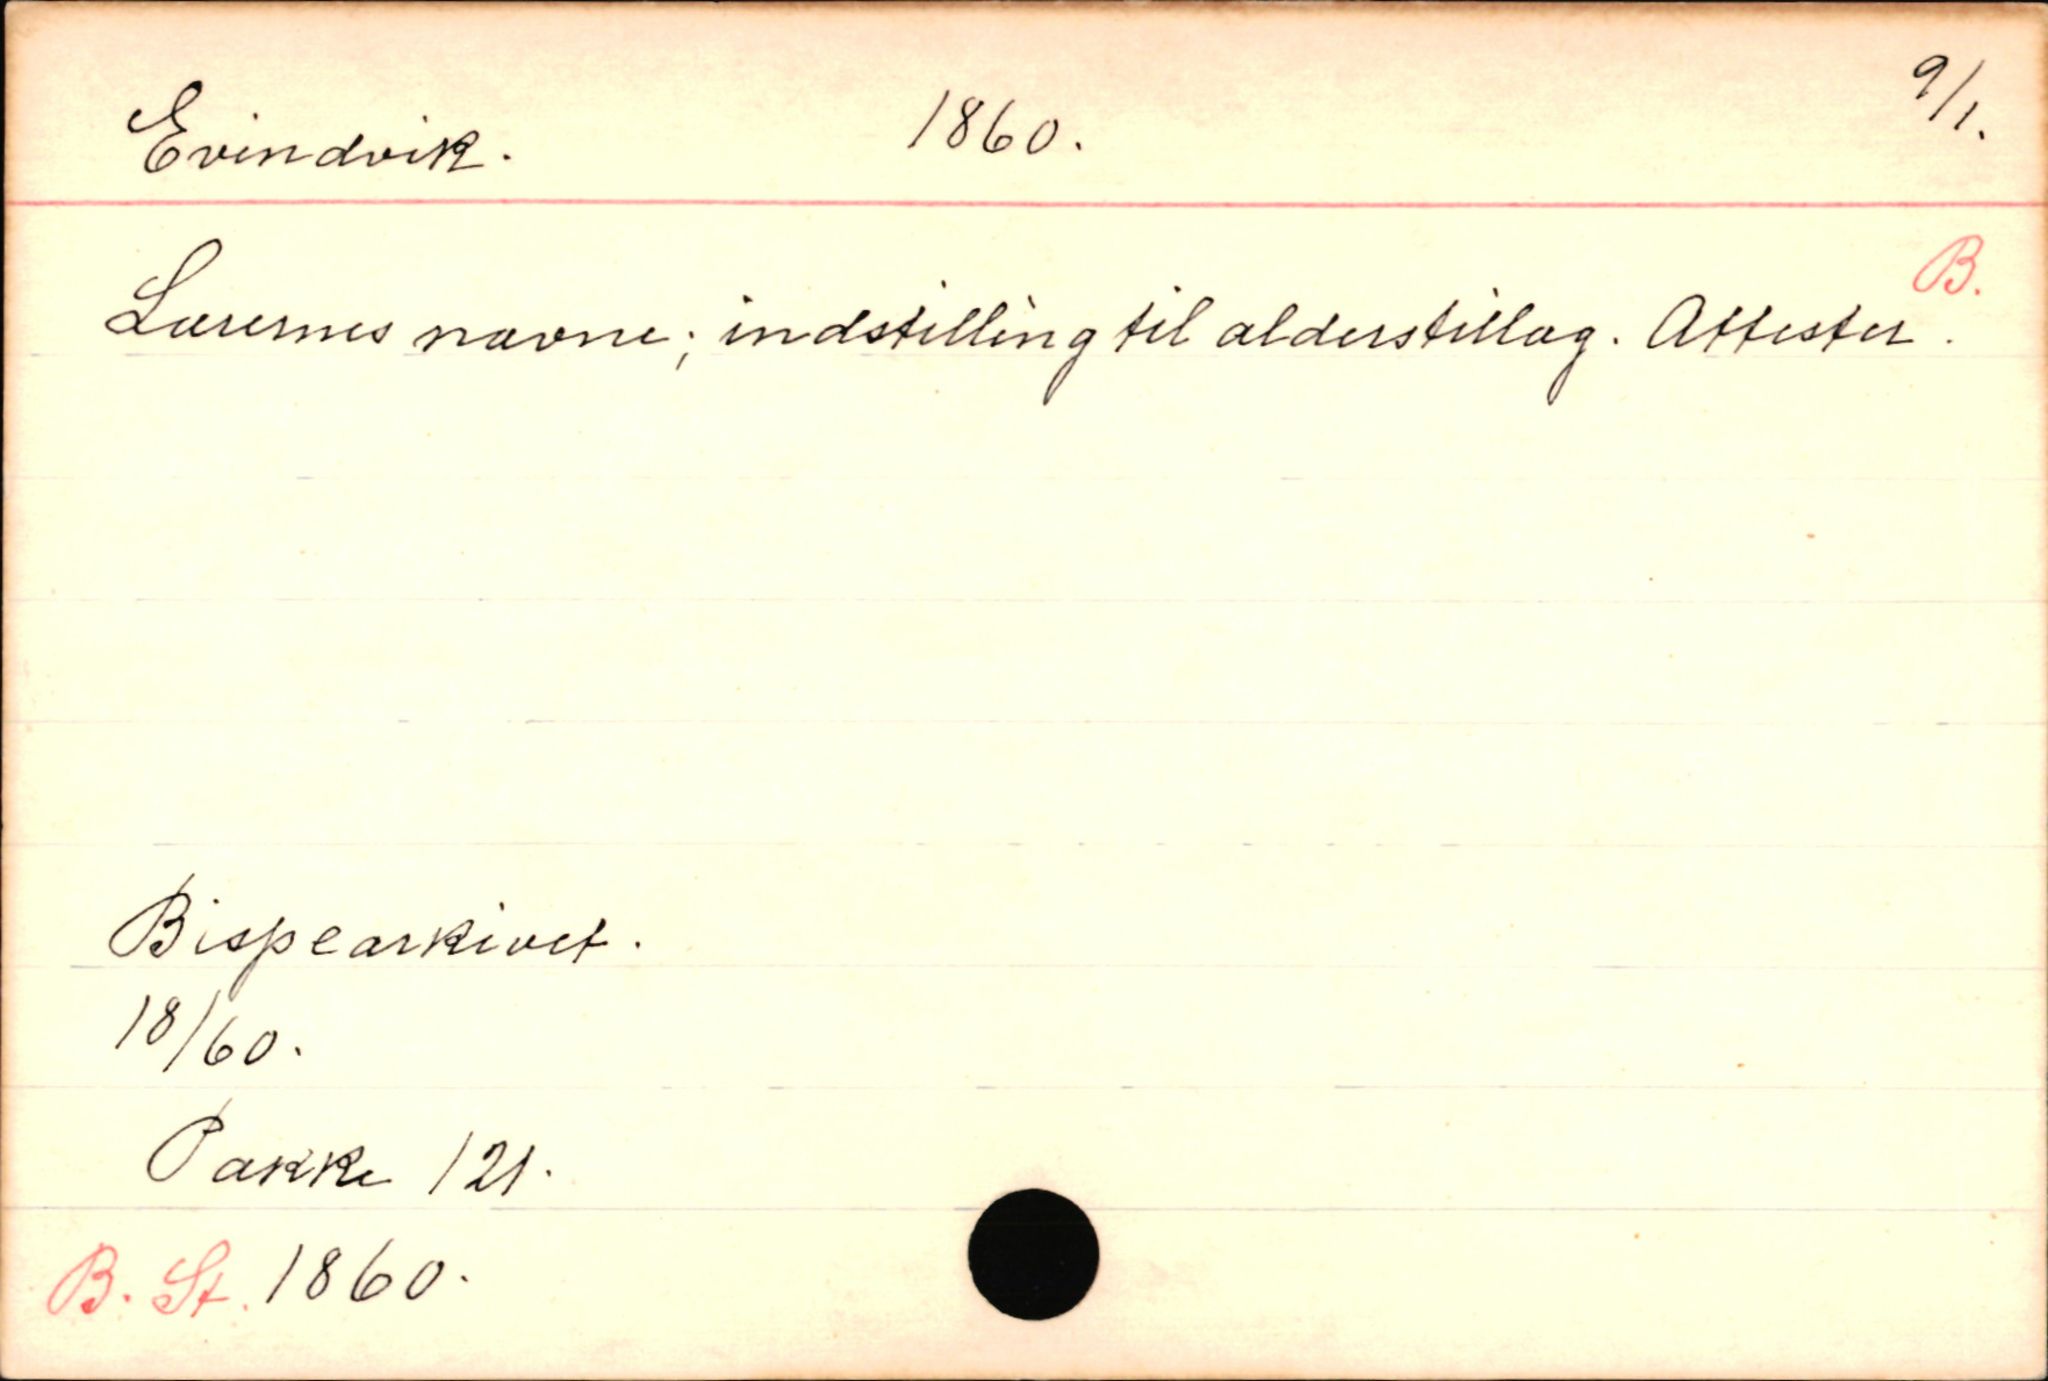 Evindvik. 1860. 9/1.
B.
Lærernes navne; indstilling til alderstillæg. Attester.
Bispearkivet.
18/60.
Pakke 121.
B. St. 1860.